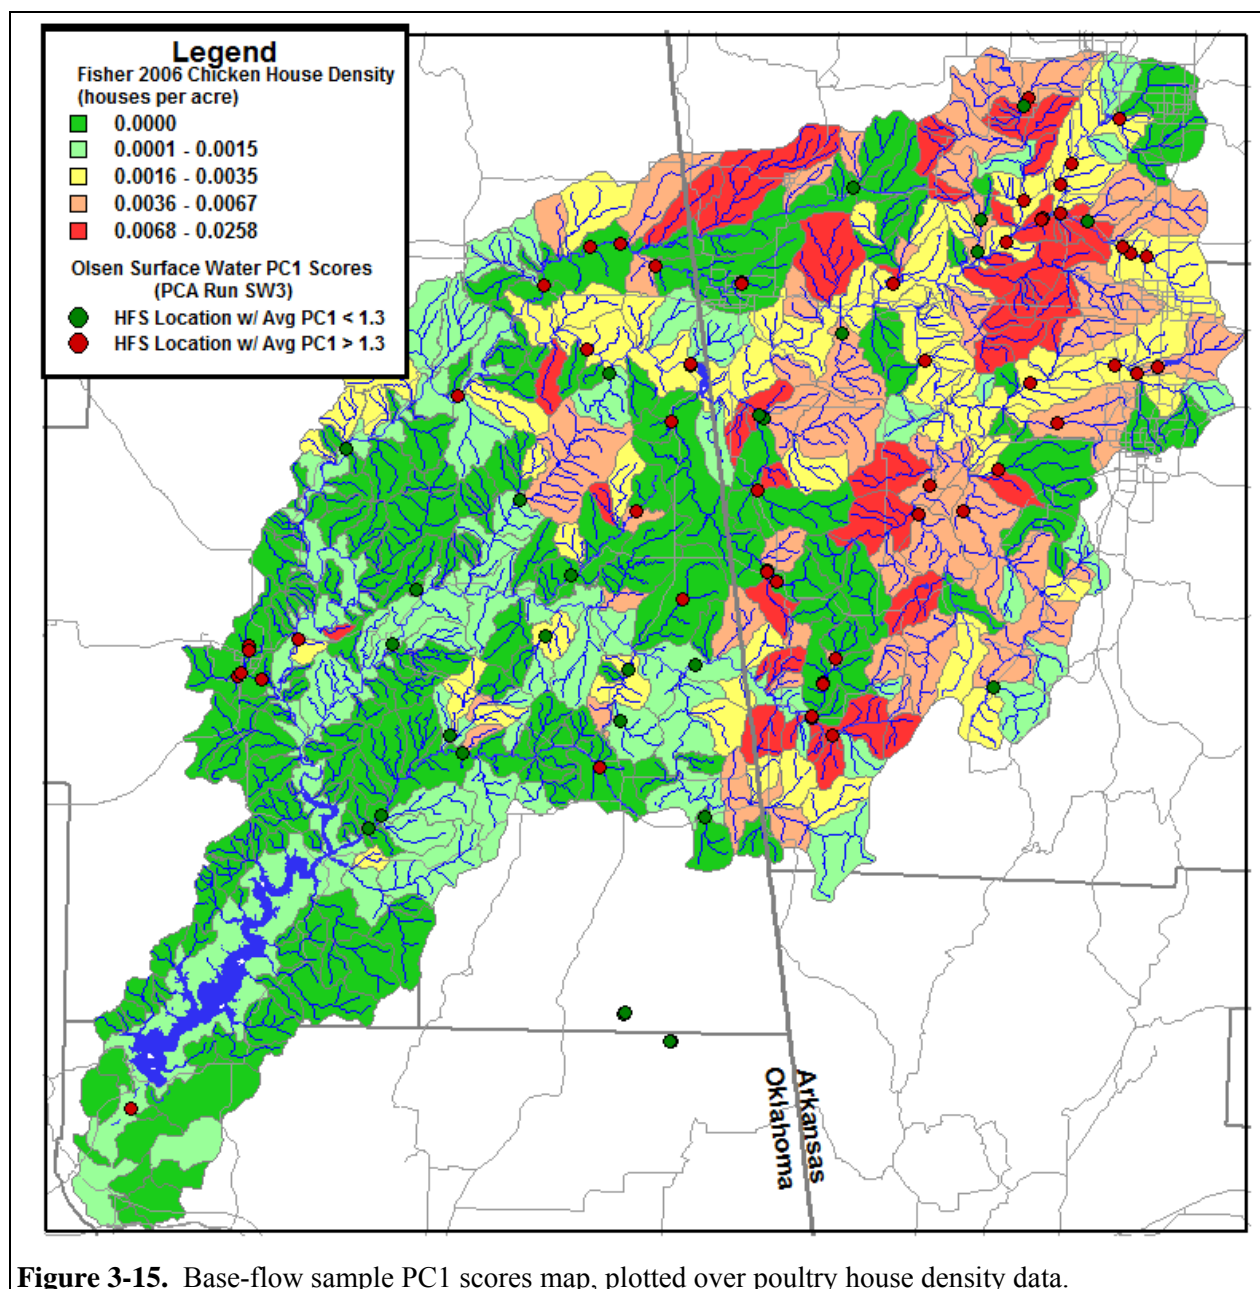 Legend
Fisher 2006 Chicken House Density
(houses per acre)
0.0000
0.0001 - 0.0015
0.0016 - 0.0035
0.0036 - 0.0067
0.0068 - 0.0258
Olsen Surface Water PC1 Scores
(PCA Run SW3)
HFS Location w/ Avg PC1 < 1.3
HFS Location w/ Avg PC1 > 1.3
Arkansas
Oklahoma
Figure 3-15. Base-flow sample PC1 scores map, plotted over poultry house density data.